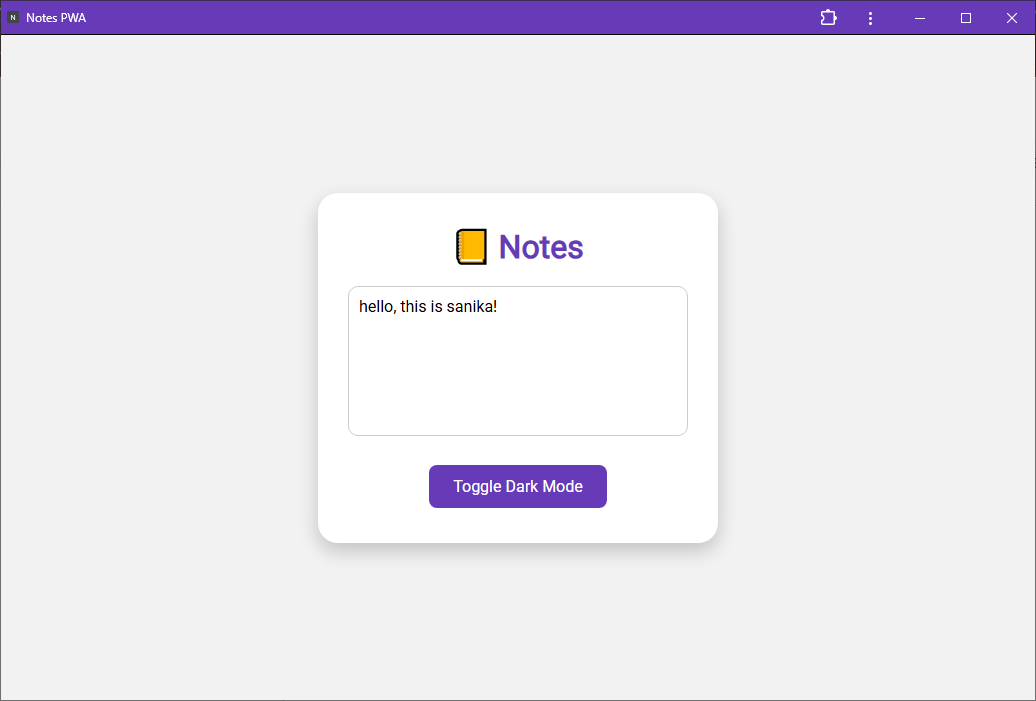 N Notes PWA
Notes
hello, this is sanika!
Toggle Dark Mode